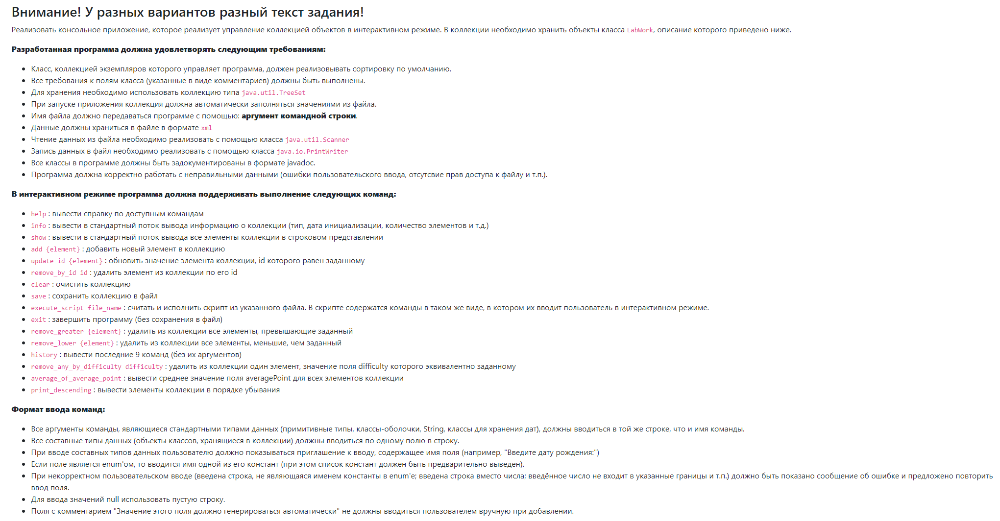 Внимание! У разных вариантов разный текст задания!
Реализовать консольное приложение, которое реализует управление коллекцией объектов в интерактивном режиме. В коллекции необходимо хранить объекты класса LabWork, описание которого приведено ниже.
Разработанная программа должна удовлетворять следующим требованиям:
• Класс, коллекцией экземпляров которого управляет программа, должен реализовывать сортировку по умолчанию.
• Все требования к полям класса (указанные в виде комментариев) должны быть выполнены.
• Для хранения необходимо использовать коллекцию типа java.util.TreeSet
• При запуске приложения коллекция должна автоматически заполняться значениями из файла.
• Имя файла должно передаваться программе с помощью: аргумент командной строки.
• Данные должны храниться в файле в формате xml
• Чтение данных из файла необходимо реализовать с помощью класса java.util.Scanner
• Запись данных в файл необходимо реализовать с помощью класса java.io.PrintWriter
• Все классы в программе должны быть задокументированы в формате javadoc.
• Программа должна корректно работать с неправильными данными (ошибки пользовательского ввода, отсутсвие прав доступа к файлу и т.п.).
В интерактивном режиме программа должна поддерживать выполнение следующих команд:
• help : вывести справку по доступным командам
• info : вывести в стандартный поток вывода информацию о коллекции (тип, дата инициализации, количество элементов и т.д.)
• show : вывести в стандартный поток вывода все элементы коллекции в строковом представлении
• add {element} : добавить новый элемент в коллекцию
• update id {element} : обновить значение элемента коллекции, id которого равен заданному
• remove_by_id id : удалить элемент из коллекции по его id
• clear : очистить коллекцию
• save : сохранить коллекцию в файл
• execute_script file_name : считать и исполнить скрипт из указанного файла. В скрипте содержатся команды в таком же виде, в котором их вводит пользователь в интерактивном режиме.
• exit : завершить программу (без сохранения в файл)
• remove_greater {element} : удалить из коллекции все элементы, превышающие заданный
• remove_lower {element} : удалить из коллекции все элементы, меньшие, чем заданный
• history : вывести последние 9 команд (без их аргументов)
• remove_any_by_difficulty difficulty : удалить из коллекции один элемент, значение поля difficulty которого эквивалентно заданному
• average_of_average_point : вывести среднее значение поля averagePoint для всех элементов коллекции
• print_descending : вывести элементы коллекции в порядке убывания
Формат ввода команд:
• Все аргументы команды, являющиеся стандартными типами данных (примитивные типы, классы-оболочки, String, классы для хранения дат), должны вводиться в той же строке, что и имя команды.
• Все составные типы данных (объекты классов, хранящиеся в коллекции) должны вводиться по одному полю в строку.
• При вводе составных типов данных пользователю должно показываться приглашение к вводу, содержащее имя поля (например, "Введите дату рождения:")
• Если поле является enum'ом, то вводится имя одной из его констант (при этом список констант должен быть предварительно выведен).
• При некорректном пользовательском вводе (введена строка, не являющаяся именем константы в enum'е; введена строка вместо числа; введённое число не входит в указанные границы и т.п.) должно быть показано сообщение об ошибке и предложено повторить
ввод поля.
• Для ввода значений null использовать пустую строку.
• Поля с комментарием "Значение этого поля должно генерироваться автоматически" не должны вводиться пользователем вручную при добавлении.